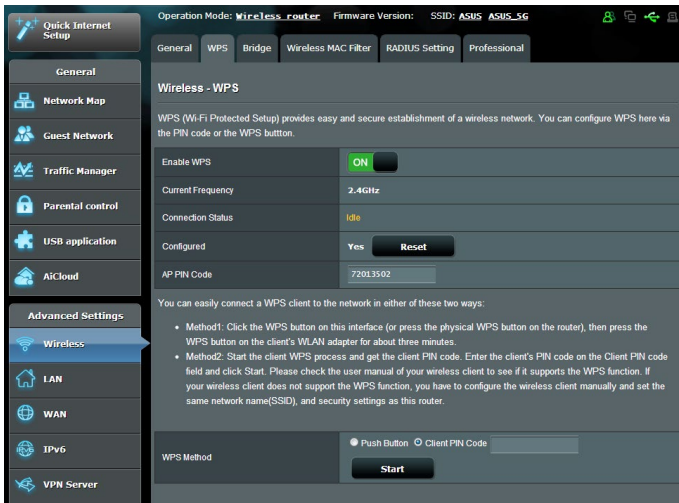 Quick Internet
Setup
Operation Mode: Wireless router Firmware Version: SSID: ASUS ASUS_5G
General WPS Bridge Wireless MAC Filter RADIUS Setting Professional
General
Network Map
Guest Network
Traffic Manager
Parental control
USB application
AiCloud
Advanced Settings
Wireless
LAN
WAN
IPv6
VPN Server
Wireless - WPS
WPS (Wi-Fi Protected Setup) provides easy and secure establishment of a wireless network. You can configure WPS here via
the PIN code or the WPS buttton.
Enable WPS ON
Current Frequency 2.4GHz
Connection Status Idle
Configured Yes Reset
AP PIN Code 72013502
You can easily connect a WPS client to the network in either of these two ways:
• Method1: Click the WPS button on this interface (or press the physical WPS button on the router), then press the
WPS button on the client's WLAN adapter for about three minutes.
• Method2: Start the client WPS process and get the client PIN code. Enter the client's PIN code on the Client PIN code
field and click Start. Please check the user manual of your wireless client to see if it supports the WPS function. If
your wireless client does not support the WPS function, you have to configure the wireless client manually and set the
same network name(SSID), and security settings as this router.
WPS Method Push Button Client PIN Code
Start